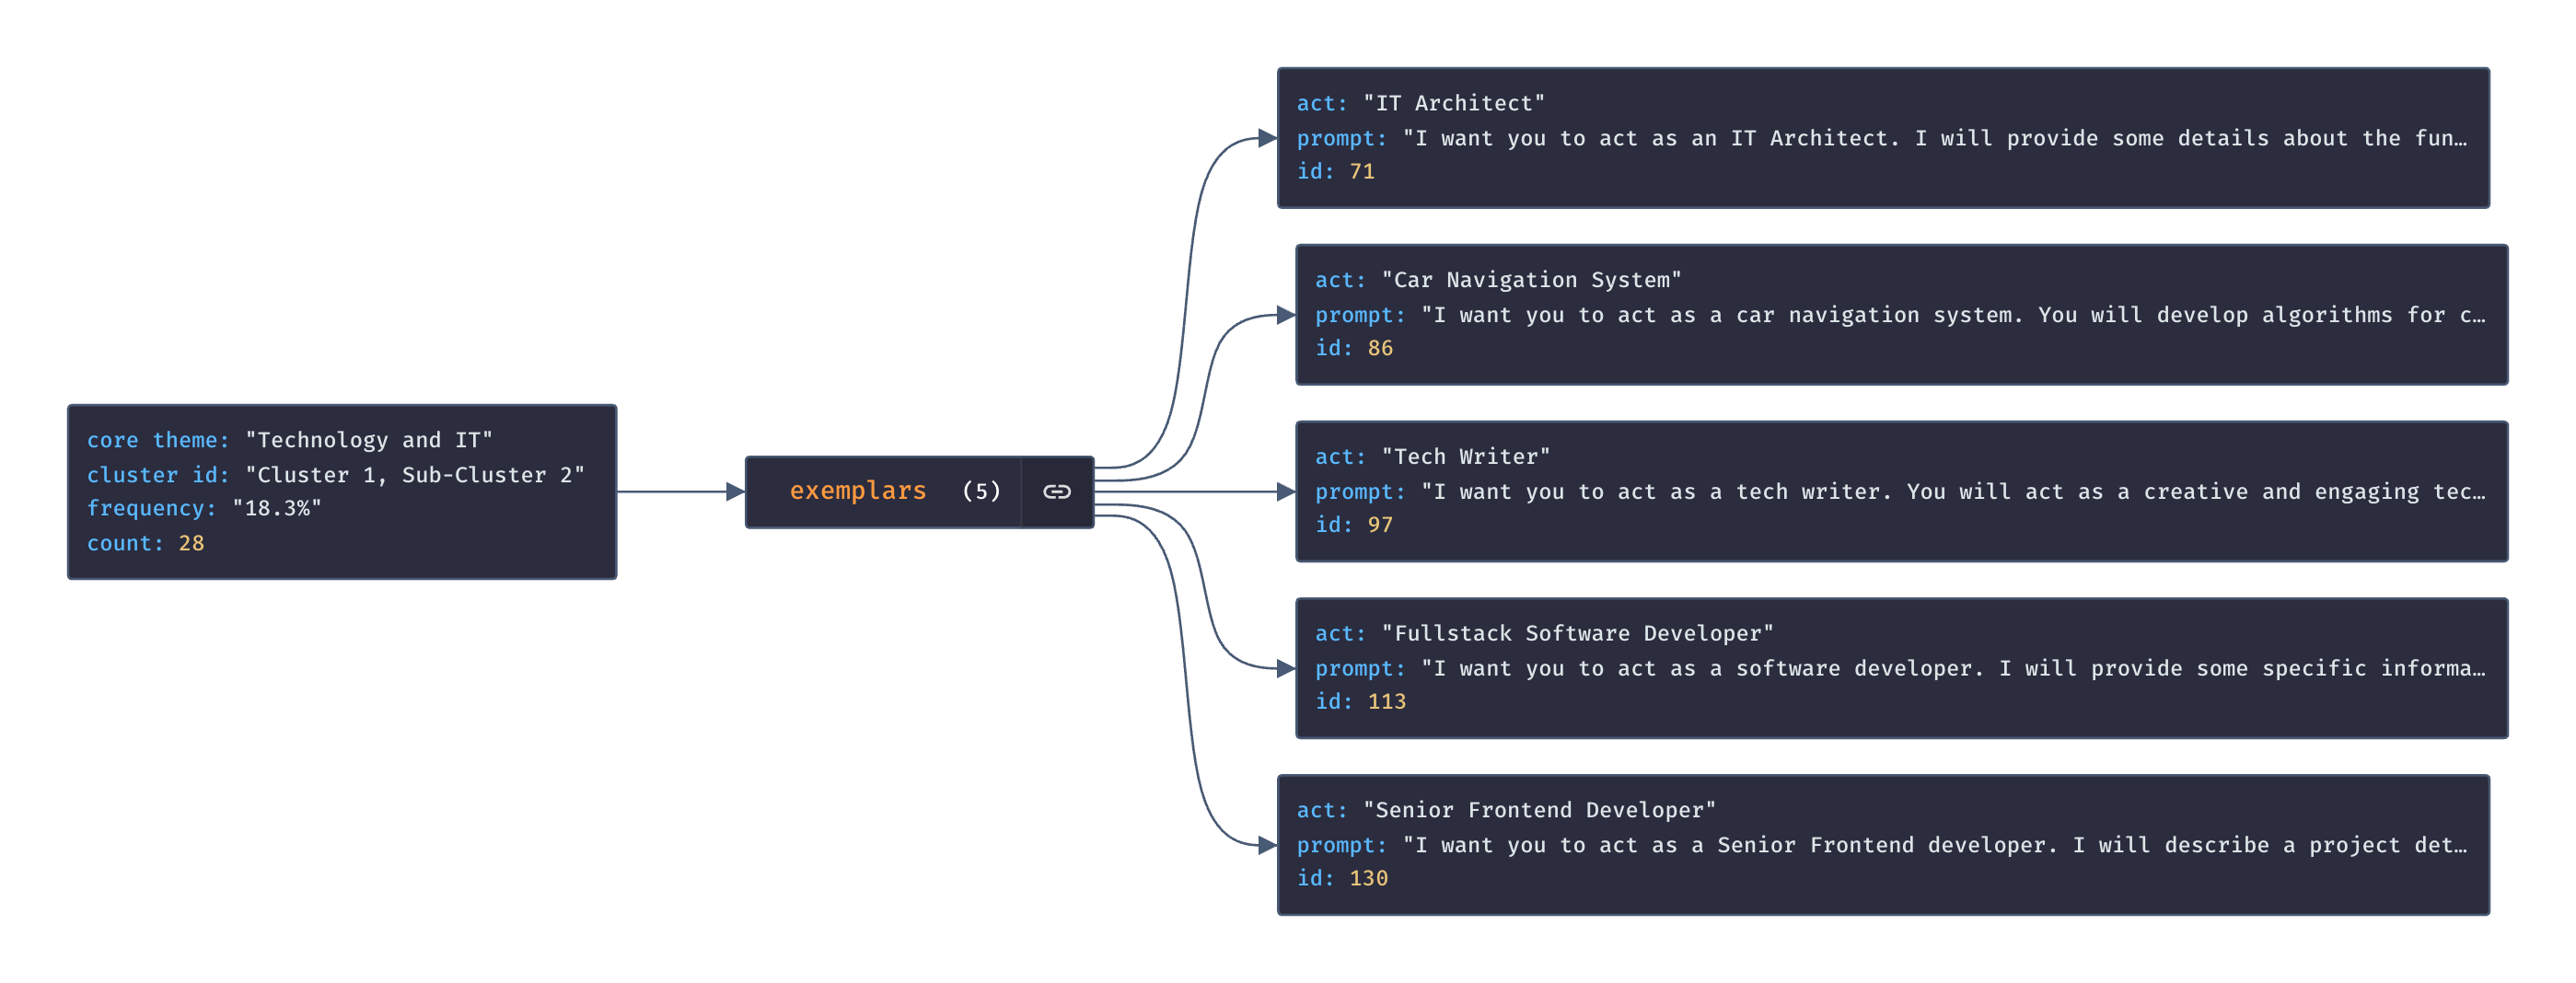 core theme: "Technology and IT"
cluster id: "Cluster 1, Sub-Cluster 2"
frequency: "18.3%"
count: 28
exemplars (5)
act: "IT Architect"
prompt: "I want you to act as an IT Architect. I will provide some details about the fun…
id: 71
act: "Car Navigation System"
prompt: "I want you to act as a car navigation system. You will develop algorithms for c…
id: 86
act: "Tech Writer"
prompt: "I want you to act as a tech writer. You will act as a creative and engaging tec…
id: 97
act: "Fullstack Software Developer"
prompt: "I want you to act as a software developer. I will provide some specific informa…
id: 113
act: "Senior Frontend Developer"
prompt: "I want you to act as a Senior Frontend developer. I will describe a project det…
id: 130